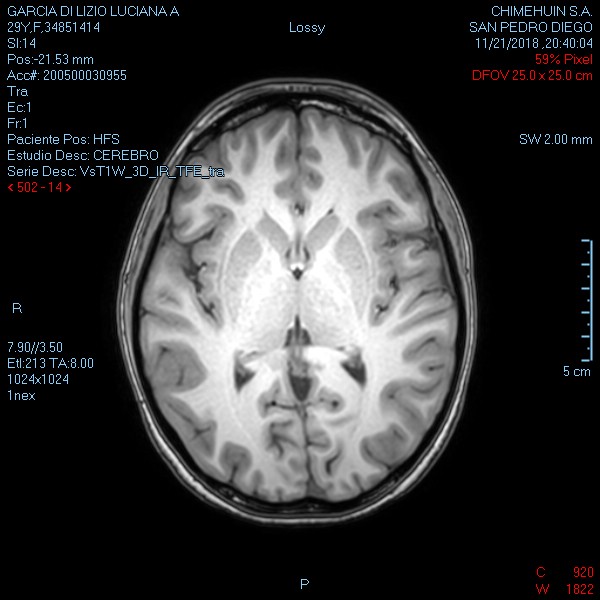 GARCIA DI LIZIO LUCIANA A
29Y,F,34851414
Sl:14
Pos:-21.53 mm
Acc#: 200500030955
Tra
Ec:1
Fr:1
Paciente Pos: HFS
Estudio Desc: CEREBRO
Serie Desc: VsT1W_3D_IR_TFE_tra
< 502 - 14 >
Lossy
CHIMEHUIN S.A.
SAN PEDRO DIEGO
11/21/2018 ,20:40:04
59% Pixel
DFOV 25.0 x 25.0 cm
SW 2.00 mm
R
5 cm
7.90//3.50
Etl:213 TA:8.00
1024x1024
1nex
P
C 920
W 1822